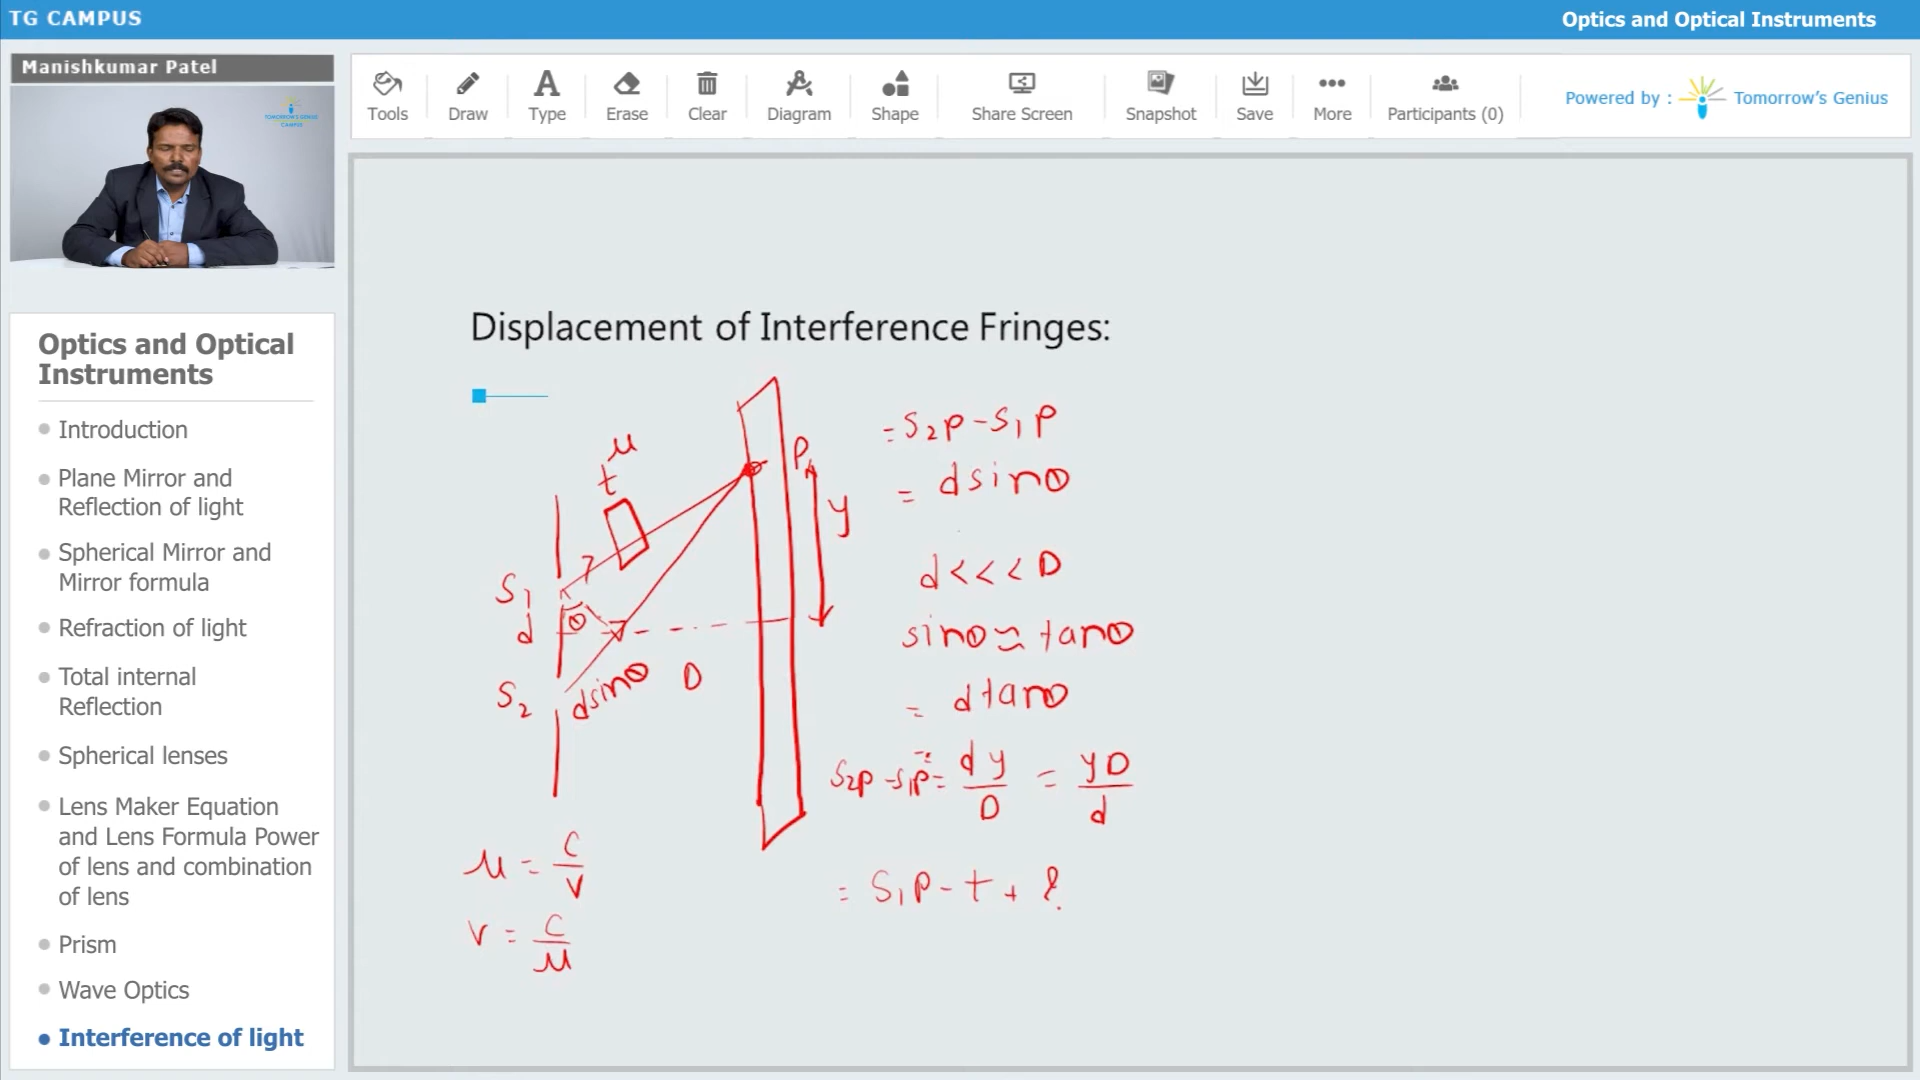 TG CAMPUS
Optics and Optical Instruments
Manishkumar Patel
TOMORROW'S GENIUS
CAMPUS
Tools
Draw
Type
Erase
Clear
Diagram
Shape
Share Screen
Snapshot
Save
More
Participants (0)
Powered by :
Tomorrow's Genius
Optics and Optical
Instruments
Introduction
Plane Mirror and
Reflection of light
Spherical Mirror and
Mirror formula
Refraction of light
Total internal
Reflection
Spherical lenses
Lens Maker Equation
and Lens Formula Power
of lens and combination
of lens
Prism
Wave Optics
Interference of light
Displacement of Interference Fringes:
μ
t
P
y
S₁
d
θ
S₂
dsinθ
D
= S₂P - S₁P
= dsinθ
d<<<D
sinθ ≈ tanθ
= dtanθ
S₂P - S₁P = dy/D = yD/d
= S₁P - t +
μ = c/v
v = c/μ